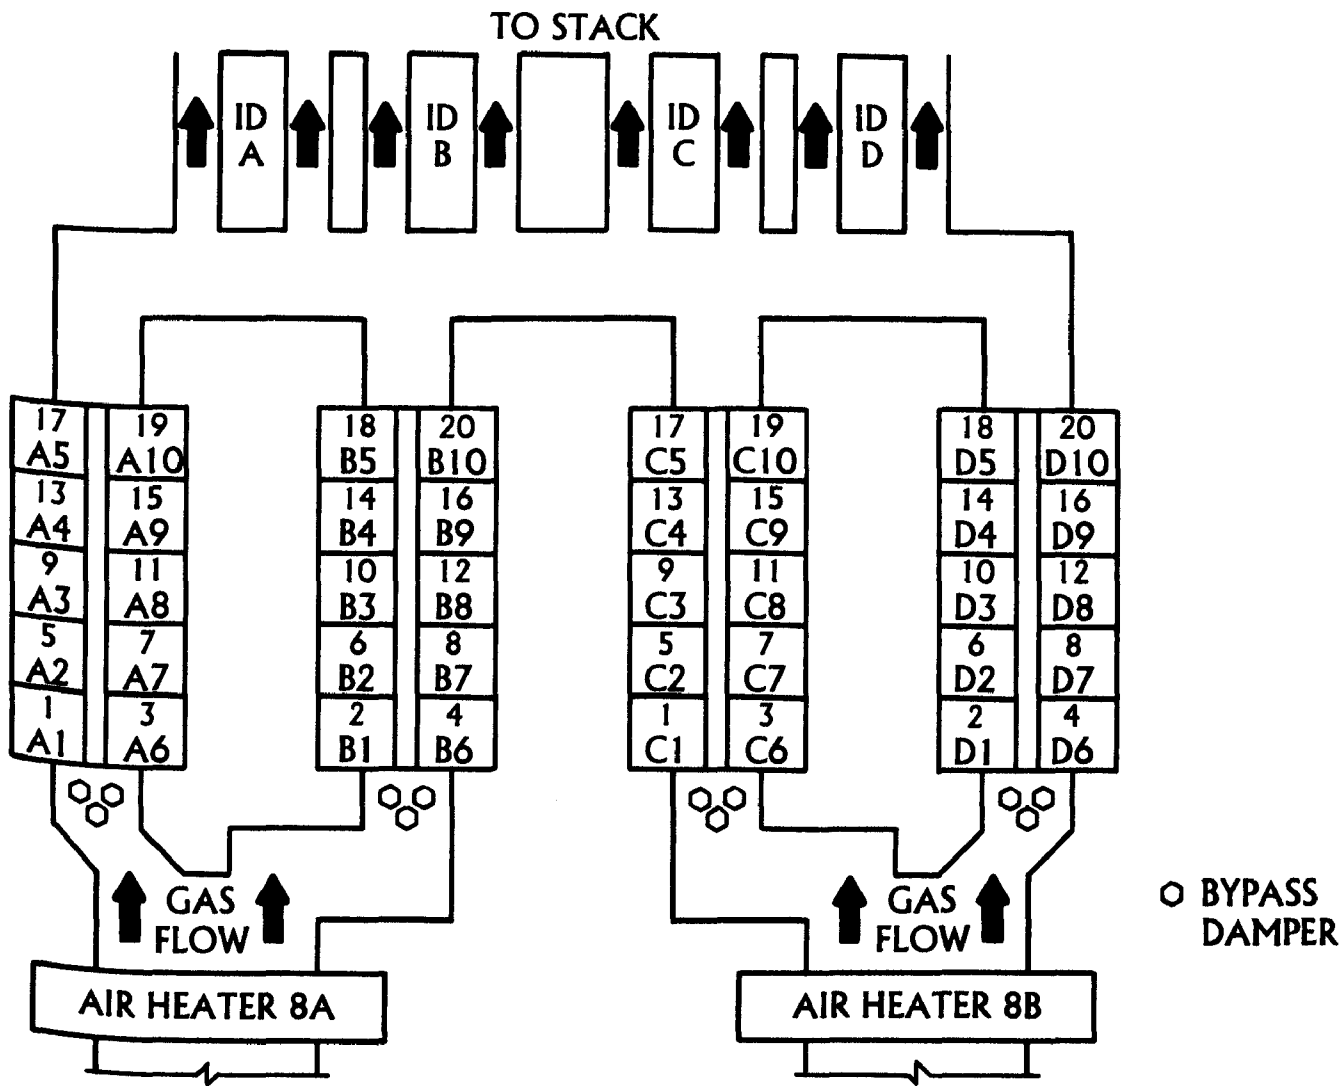 TO STACK
ID A
ID B
ID C
ID D
17 19 18 20 17 19 18 20
A5 A10 B5 B10 C5 C10 D5 D10
13 15 14 16 13 15 14 16
A4 A9 B4 B9 C4 C9 D4 D9
9 11 10 12 9 11 10 12
A3 A8 B3 B8 C3 C8 D3 D8
5 7 6 8 5 7 6 8
A2 A7 B2 B7 C2 C7 D2 D7
1 3 2 4 1 3 2 4
A1 A6 B1 B6 C1 C6 D1 D6
GAS
FLOW
GAS
FLOW
BYPASS
DAMPER
AIR HEATER 8A
AIR HEATER 8B